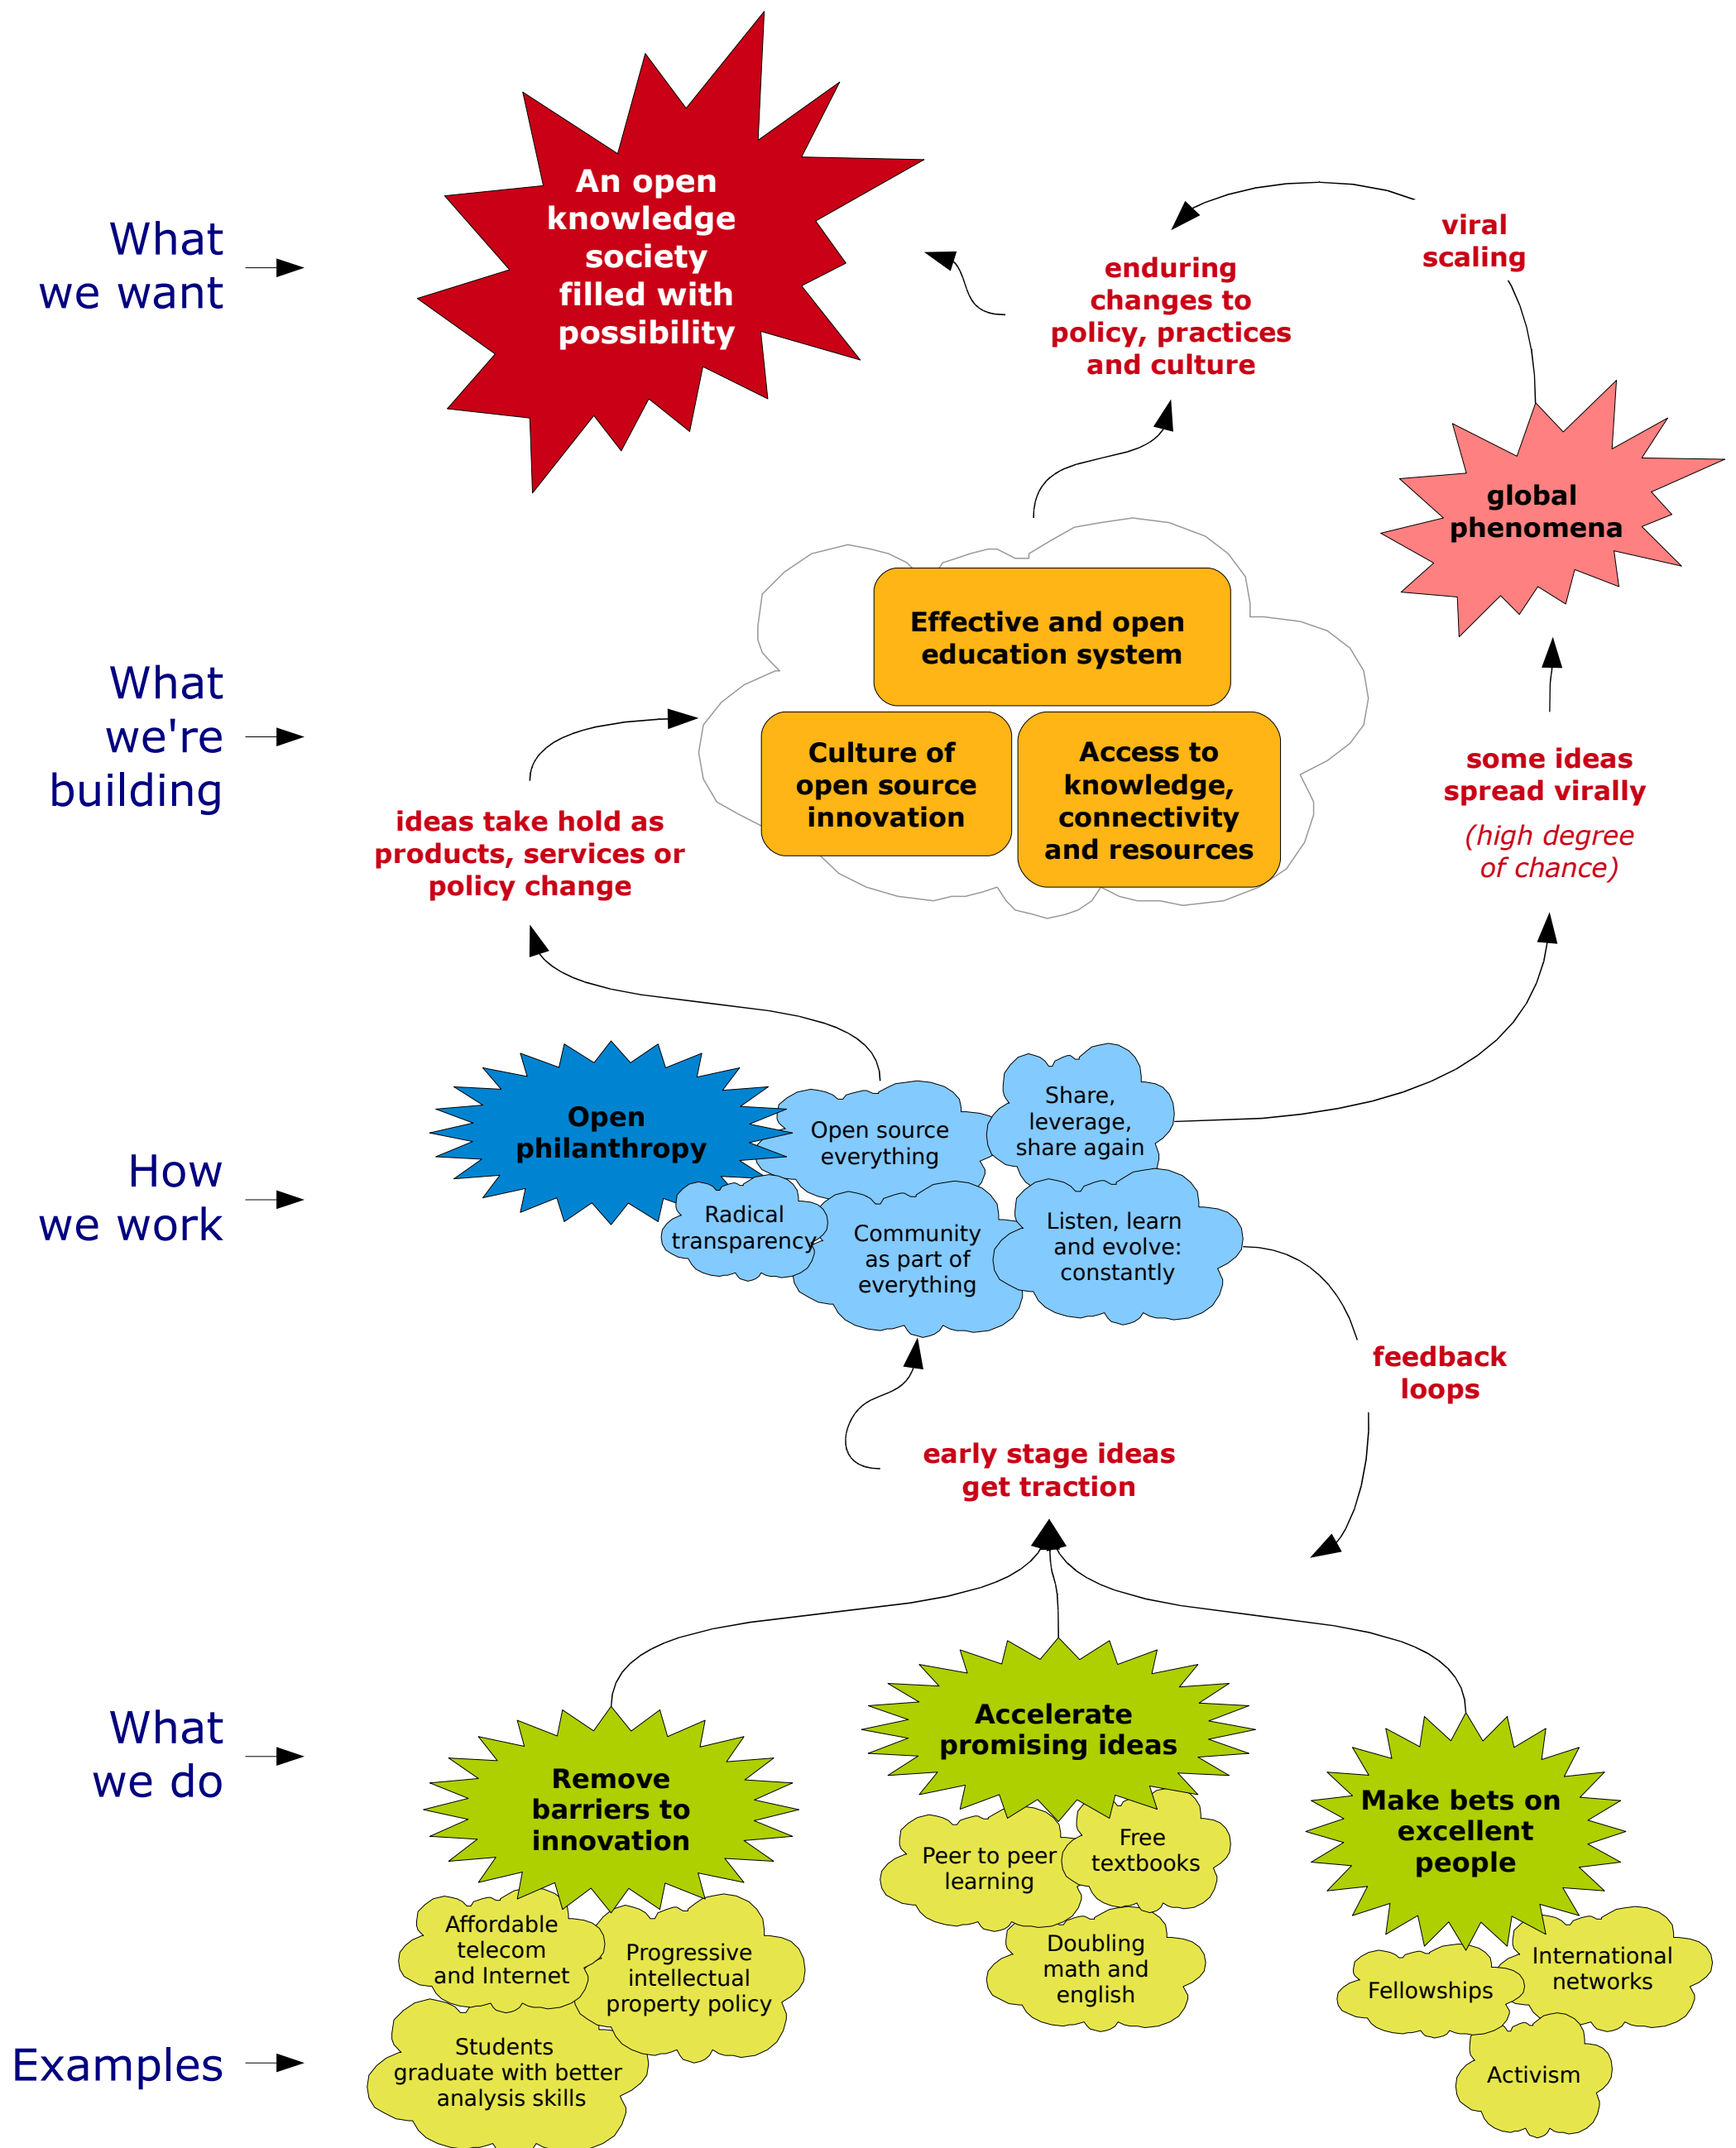 What
we want
An open
knowledge
society
filled with
possibility
enduring
changes to
policy, practices
and culture
viral
scaling
global
phenomena
What
we're
building
ideas take hold as
products, services or
policy change
Effective and open
education system
Culture of
open source
innovation
Access to
knowledge,
connectivity
and resources
some ideas
spread virally
(high degree
of chance)
How
we work
Open
philanthropy
Open source
everything
Share,
leverage,
share again
Radical
transparency
Community
as part of
everything
Listen, learn
and evolve:
constantly
feedback
loops
early stage ideas
get traction
What
we do
Remove
barriers to
innovation
Accelerate
promising ideas
Make bets on
excellent
people
Examples
Affordable
telecom
and Internet
Progressive
intellectual
property policy
Students
graduate with better
analysis skills
Peer to peer
learning
Free
textbooks
Doubling
math and
english
Fellowships
International
networks
Activism